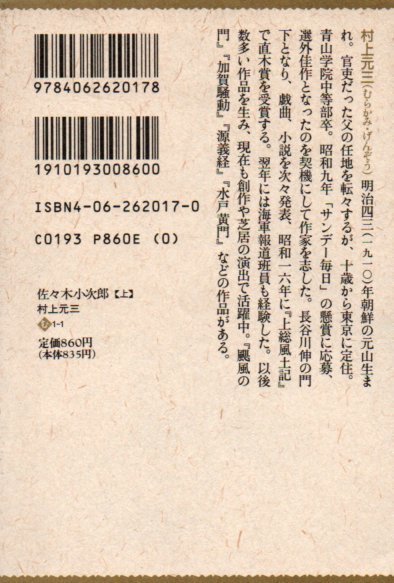 村上元三(むらかみ・げんぞう) 明治四三(一九一〇)年朝鮮の元山生ま
れ。官吏だった父の任地を転々するが、十歳から東京に定住。
青山学院中等部卒。昭和九年「サンデー毎日」の懸賞に応募、
選外佳作となったのを契機にして作家を志した。長谷川伸の門
下となり、戯曲、小説を次々発表、昭和一六年に『上総風土記』
で直木賞を受賞する。翌年には海軍報道班員も経験した。以後
数多い作品を生み、現在も創作や芝居の演出で活躍中。『颶風の
門』『加賀騒動』『源義経』『水戸黄門』などの作品がある。
9784062620178
1910193008600
ISBN4-06-262017-0
C0193 P860E (0)
佐々木小次郎【上】
村上元三
む1-1
定価860円
(本体835円)